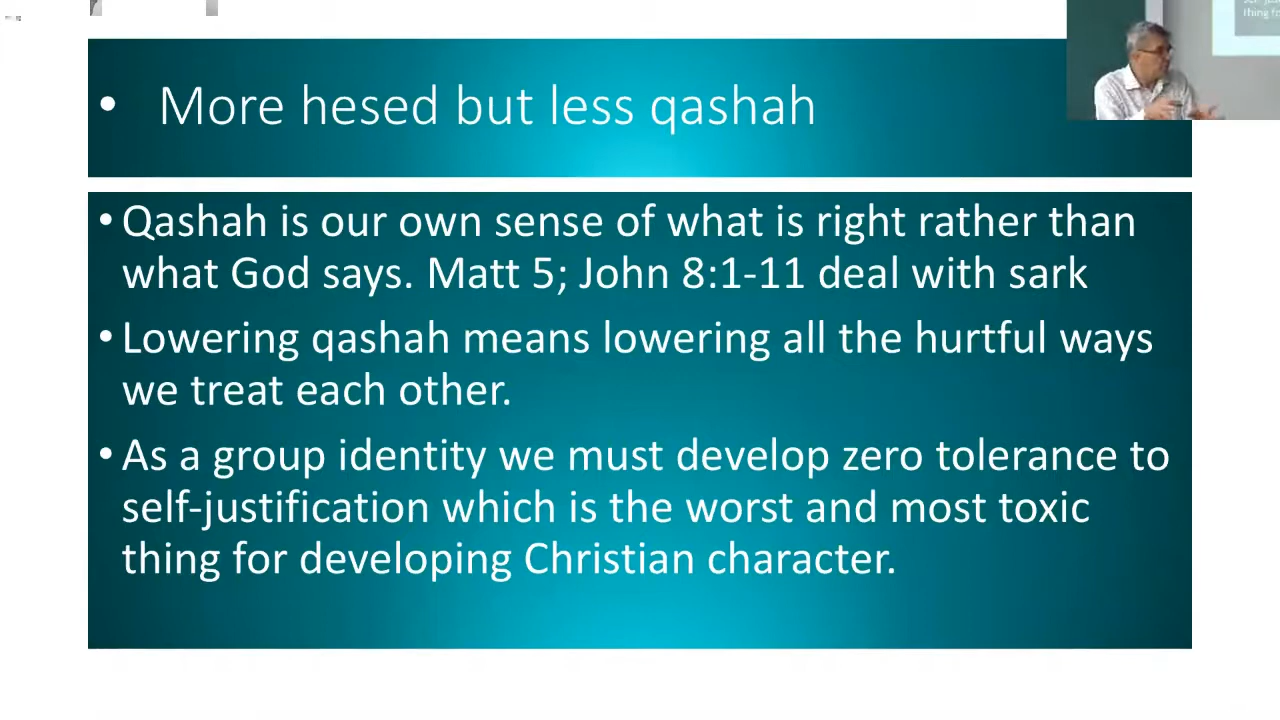 • More hesed but less qashah
• Qashah is our own sense of what is right rather than
what God says. Matt 5; John 8:1-11 deal with sark
• Lowering qashah means lowering all the hurtful ways
we treat each other.
• As a group identity we must develop zero tolerance to
self-justification which is the worst and most toxic
thing for developing Christian character.